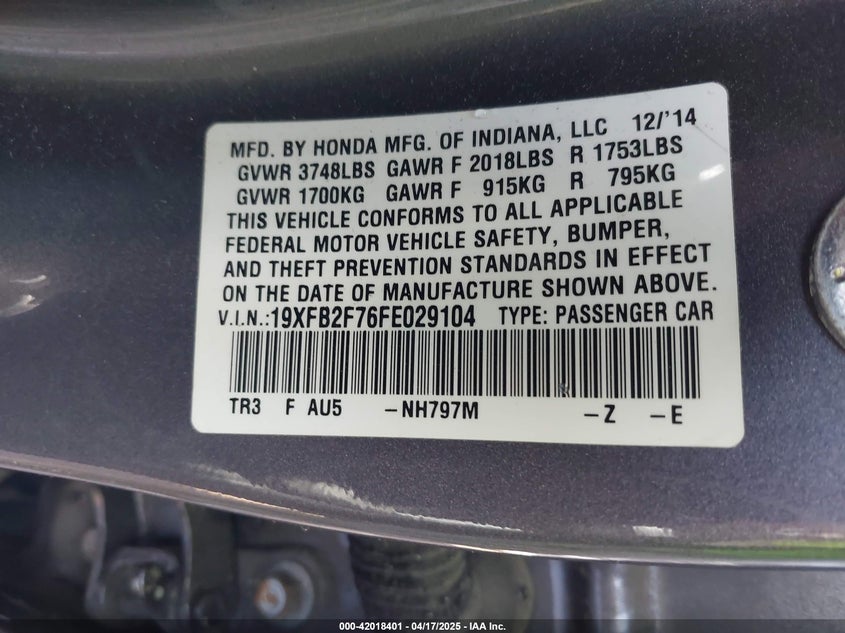 MFD. BY HONDA MFG. OF INDIANA, LLC 12/'14
GVWR 3748LBS GAWR F 2018LBS R 1753LBS
GVWR 1700KG GAWR F 915KG R 795KG
THIS VEHICLE CONFORMS TO ALL APPLICABLE
FEDERAL MOTOR VEHICLE SAFETY, BUMPER,
AND THEFT PREVENTION STANDARDS IN EFFECT
ON THE DATE OF MANUFACTURE SHOWN ABOVE.
V.I.N.:19XFB2F76FE029104 TYPE: PASSENGER CAR
TR3 F AU5 -NH797M -Z -E
000-42018401 / 04/17/2025 - IAA Inc.